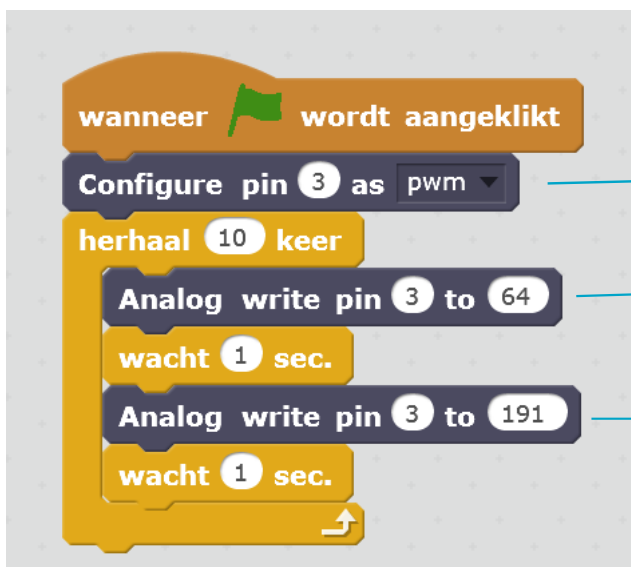 wanneer wordt aangeklikt
Configure pin 3 as pwm
herhaal 10 keer
Analog write pin 3 to 64
wacht 1 sec.
Analog write pin 3 to 191
wacht 1 sec.